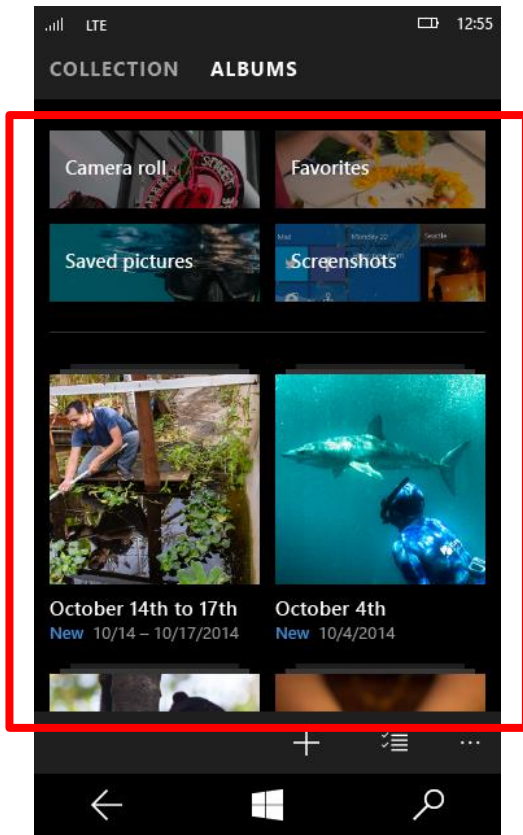 LTE 12:55
COLLECTION ALBUMS
Camera roll Favorites
Saved pictures Screenshots
October 14th to 17th October 4th
New 10/14 – 10/17/2014 New 10/4/2014